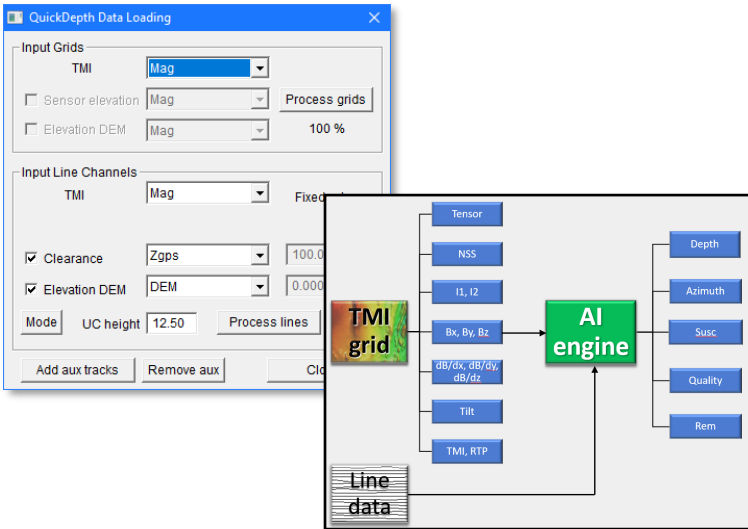 QuickDepth Data Loading
Input Grids
TMI
Mag
Sensor elevation
Mag
Process grids
Elevation DEM
Mag
100 %
Input Line Channels
TMI
Mag
Clearance
Zgps
Elevation DEM
DEM
0.000
Mode
UC height
12.50
Process lines
Add aux tracks
Remove aux
TMI
grid
Line
data
Tensor
NSS
I1, I2
Bx, By, Bz
dB/dx, dB/dy,
dB/dz
Tilt
TMI, RTP
AI
engine
Depth
Azimuth
Susc
Quality
Rem